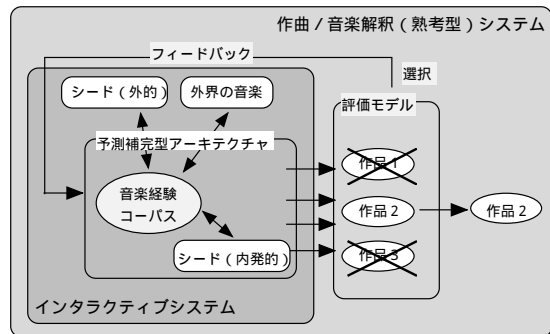 作曲 / 音楽解釈 ( 熟考型 ) システム
フィードバック
選択
シード ( 外的 )
外界の音楽
評価モデル
予測補完型アーキテクチャ
作品 1
音楽経験
コーパス
作品 2
作品 2
シード ( 内発的 )
作品 3
インタラクティブシステム